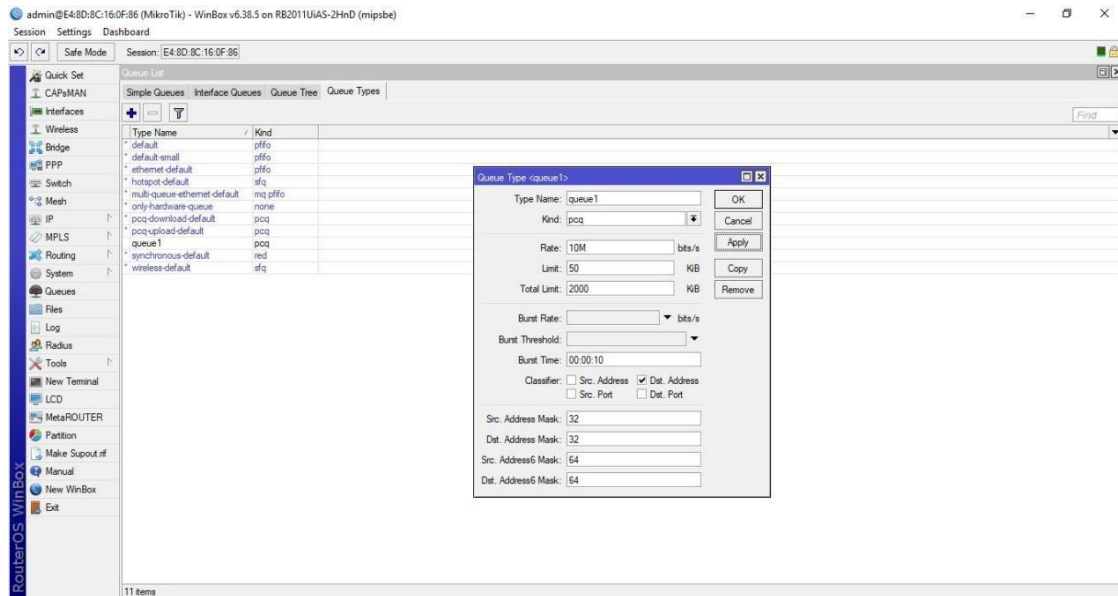 admin@E4:8D:8C:16:0F:86 (MikroTik) - WinBox v6.38.5 on RB2011UiAS-2HnD (mipsbe)
Session Settings Dashboard
Safe Mode Session: E4:8D:8C:16:0F:86
Quick Set
CAPsMAN
Interfaces
Wireless
Bridge
PPP
Switch
Mesh
IP
MPLS
Routing
System
Queues
Files
Log
Radius
Tools
New Terminal
LCD
MetaROUTER
Partition
Make Supout.rif
Manual
New WinBox
Exit
RouterOS WinBox
Queue List
Simple Queues Interface Queues Queue Tree Queue Types
Find
Type Name / Kind
* default pfifo
* default-small pfifo
* ethernet-default pfifo
* hotspot-default sfq
* multi-queue-ethernet-default mq pfifo
* only-hardware-queue none
* pcq-download-default pcq
* pcq-upload-default pcq
queue1 pcq
* synchronous-default red
* wireless-default sfq
11 items
Queue Type <queue1>
Type Name: queue1 OK
Kind: pcq Cancel
Rate: 10M bits/s Apply
Limit: 50 KiB Copy
Total Limit: 2000 KiB Remove
Burst Rate: bits/s
Burst Threshold:
Burst Time: 00:00:10
Classifier: Src. Address Dst. Address
Src. Port Dst. Port
Src. Address Mask: 32
Dst. Address Mask: 32
Src. Address6 Mask: 64
Dst. Address6 Mask: 64